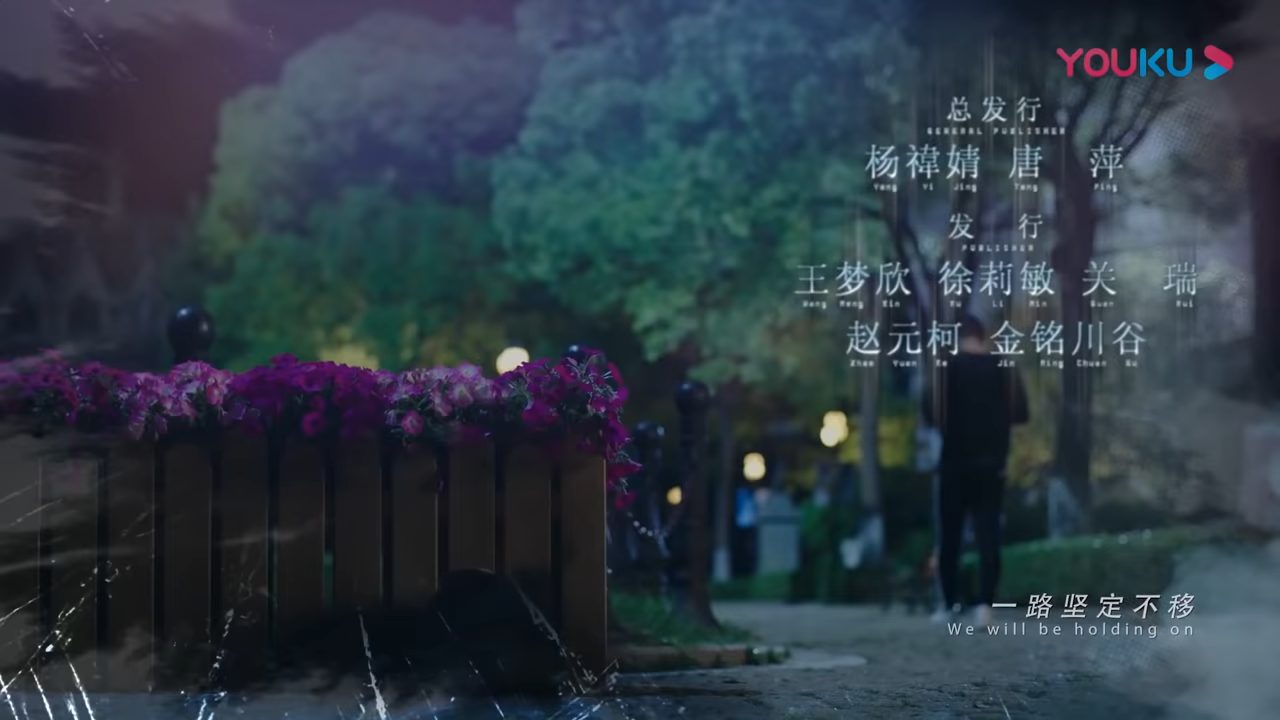 YOUKU
总发行
GENERAL PUBLISHER
杨禕婧 唐 萍
Yang Yi Jing Tang Ping
发 行
PUBLISHER
王梦欣 徐莉敏 关 瑞
Wang Meng Xin Xu Li Min Guan Rui
赵元柯 金铭川谷
Zhao Yuan Ke Jin Ming Chuan Gu
一路坚定不移
We will be holding on